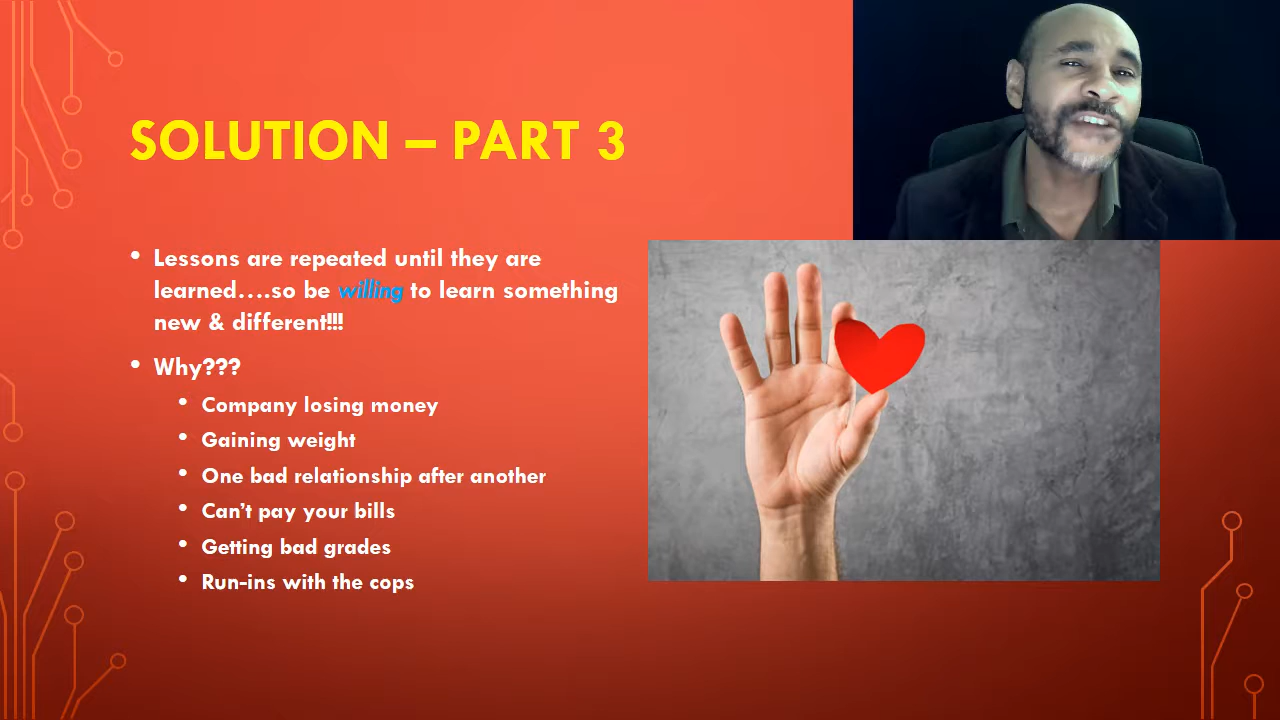 SOLUTION – PART 3
• Lessons are repeated until they are
learned....so be willing to learn something
new & different!!!
• Why???
• Company losing money
• Gaining weight
• One bad relationship after another
• Can't pay your bills
• Getting bad grades
• Run-ins with the cops